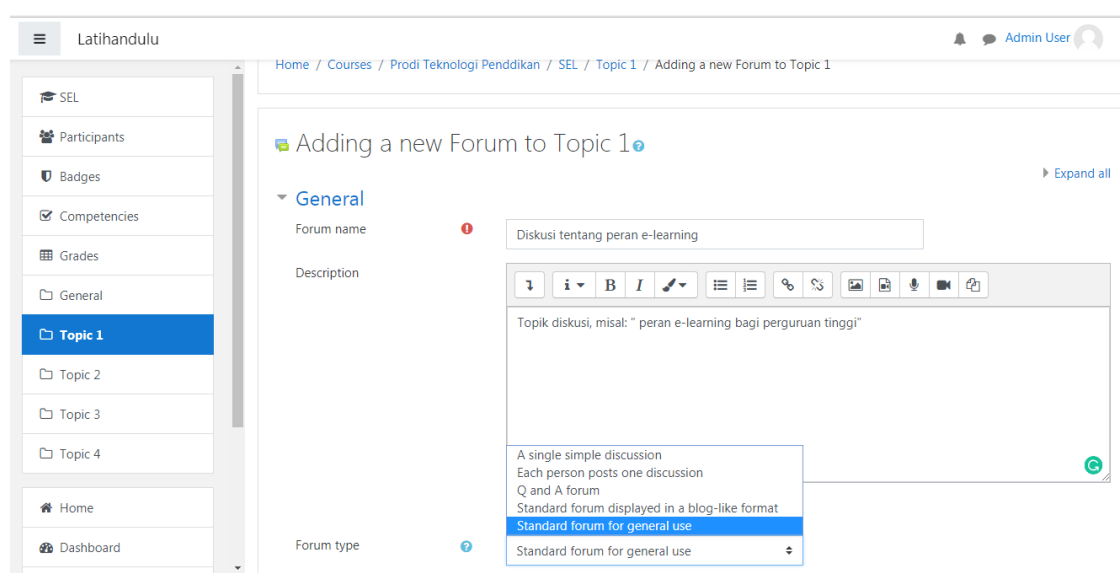 Latihandulu
Admin User
Home / Courses / Prodi Teknologi Penddikan / SEL / Topic 1 / Adding a new Forum to Topic 1
SEL
Participants
Badges
Competencies
Grades
General
Topic 1
Topic 2
Topic 3
Topic 4
Home
Dashboard
Adding a new Forum to Topic 1
Expand all
General
Forum name
Diskusi tentang peran e-learning
Description
i B I
Topik diskusi, misal: " peran e-learning bagi perguruan tinggi"
A single simple discussion
Each person posts one discussion
Q and A forum
Standard forum displayed in a blog-like format
Standard forum for general use
Forum type
Standard forum for general use